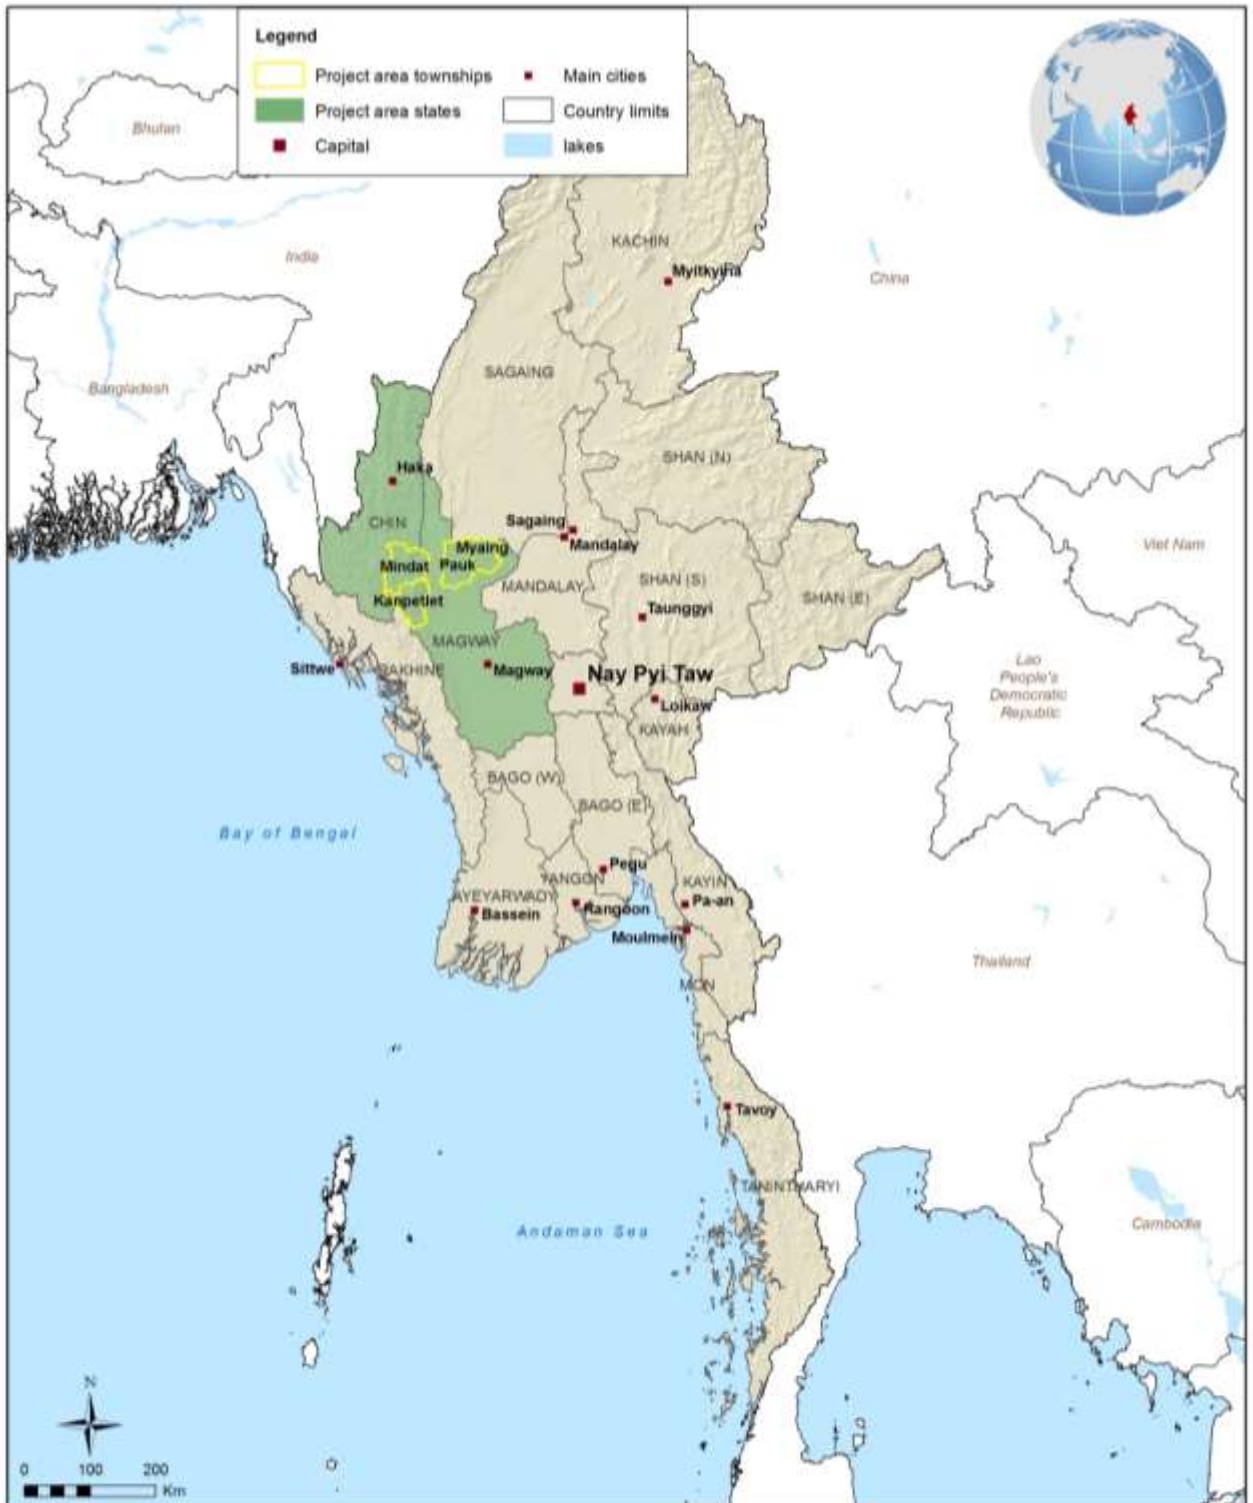 Legend
Project area townships
Main cities
Project area states
Country limits
Capital
lakes
Bhutan
India
China
Bangladesh
KACHIN
Myitkyina
SAGAING
SHAN (N)
Haka
CHIN
Sagaing
Mandalay
Myaing
Mindat
Pauk
MANDALAY
SHAN (S)
SHAN (E)
Viet Nam
Kanpetlet
Taunggyi
MAGWAY
Sittwe
RAKHINE
Magway
Nay Pyi Taw
Loikaw
KAYAH
Lao
People's
Democratic
Republic
BAGO (W)
BAGO (E)
Bay of Bengal
Pegu
YANGON
KAYIN
AYEYARWADY
Bassein
Rangoon
Pa-an
Moulmein
MON
Thailand
Tavoy
TANINTHARYI
Andaman Sea
Cambodia
N
0 100 200
Km